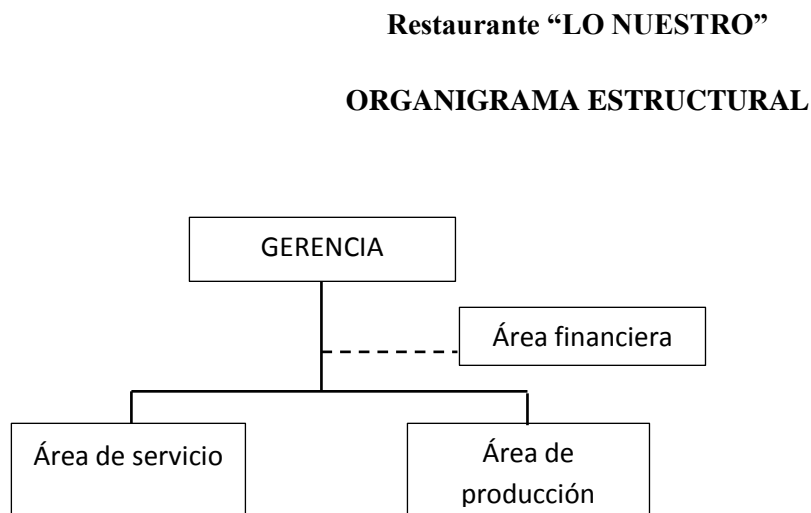 Restaurante “LO NUESTRO”
ORGANIGRAMA ESTRUCTURAL
GERENCIA
Área financiera
Área de servicio
Área de
producción